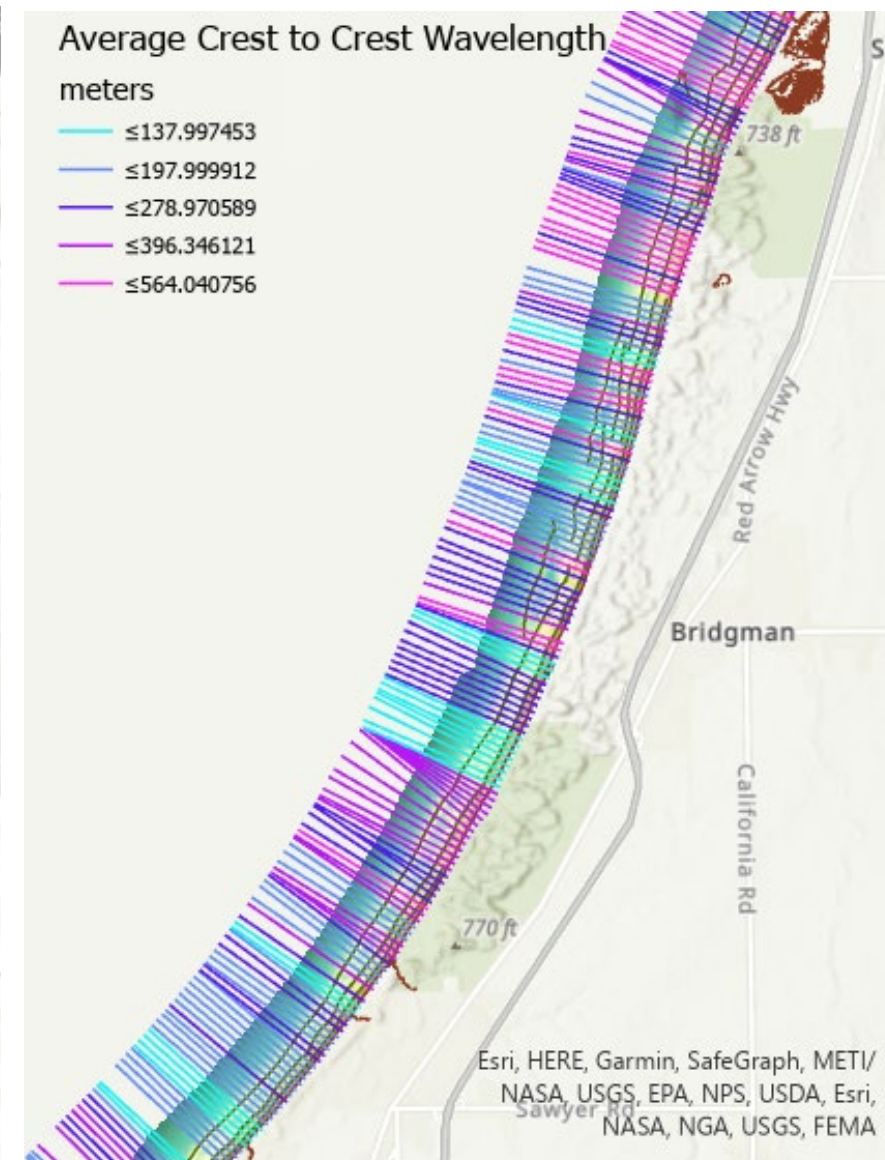 Average Crest to Crest Wavelength
meters
≤137.997453
≤197.999912
≤278.970589
≤396.346121
≤564.040756
S
738 ft
Red Arrow Hwy
Bridgman
California Rd
770 ft
Esri, HERE, Garmin, SafeGraph, METI/
NASA, USGS, EPA, NPS, USDA, Esri,
Sawyer Rd
NASA, NGA, USGS, FEMA